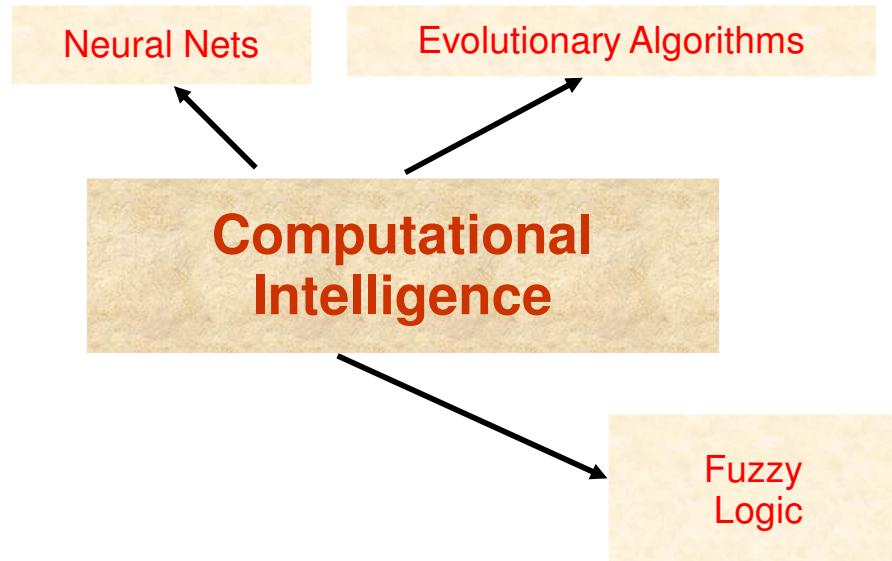 Neural Nets
Evolutionary Algorithms
Computational
Intelligence
Fuzzy
Logic